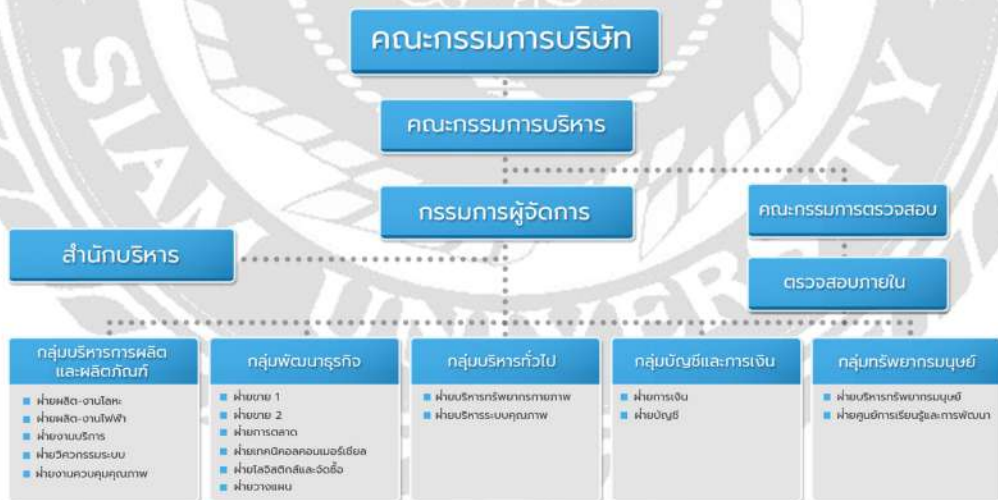 คณะกรรมการบริษัท
คณะกรรมการบริหาร
กรรมการผู้จัดการ
คณะกรรมการตรวจสอบ
สำนักบริหาร
ตรวจสอบภายใน
กลุ่มบริหารการผลิต
และผลิตภัณฑ์
ฝ่ายผลิต-งานโลหะ
ฝ่ายผลิต-งานไฟฟ้า
ฝ่ายงานบริการ
ฝ่ายวิศวกรรมระบบ
ฝ่ายงานควบคุมคุณภาพ
กลุ่มพัฒนาธุรกิจ
ฝ่ายขาย 1
ฝ่ายขาย 2
ฝ่ายการตลาด
ฝ่ายเทคนิคอลคอมเมอร์เชียล
ฝ่ายโลจิสติกส์และจัดซื้อ
ฝ่ายวางแผน
กลุ่มบริหารทั่วไป
ฝ่ายบริหารทรัพยากรกายภาพ
ฝ่ายบริหารระบบคุณภาพ
กลุ่มบัญชีและการเงิน
ฝ่ายการเงิน
ฝ่ายบัญชี
กลุ่มทรัพยากรมนุษย์
ฝ่ายบริหารทรัพยากรมนุษย์
ฝ่ายศูนย์การเรียนรู้และการพัฒนา
SIAM UNIVERSITY